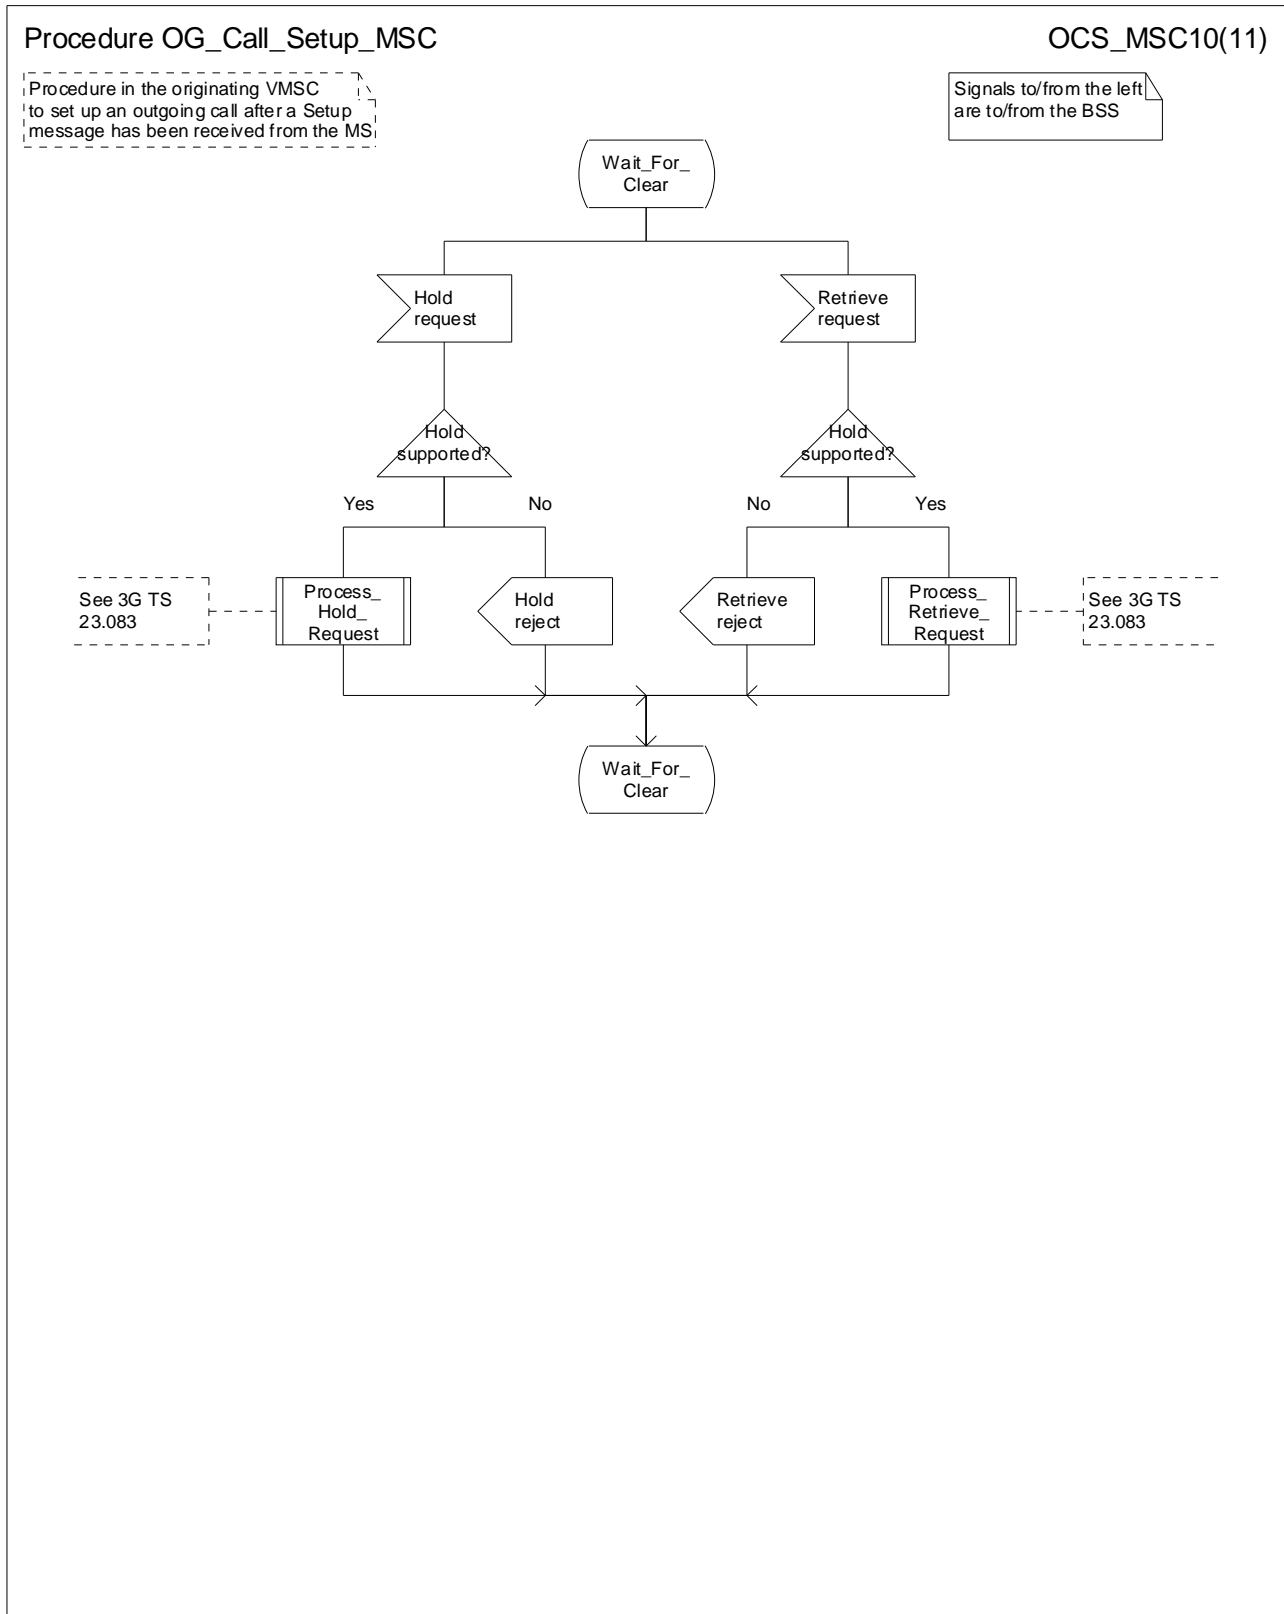 Procedure OG_Call_Setup_MSC
OCS_MSC10(11)
Procedure in the originating VMSC
to set up an outgoing call after a Setup
message has been received from the MS
Signals to/from the left
are to/from the BSS
Wait_For_
Clear
Hold
request
Retrieve
request
Hold
supported?
Hold
supported?
Yes
No
No
Yes
See 3G TS
23.083
Process_
Hold_
Request
Hold
reject
Retrieve
reject
Process_
Retrieve_
Request
See 3G TS
23.083
Wait_For_
Clear